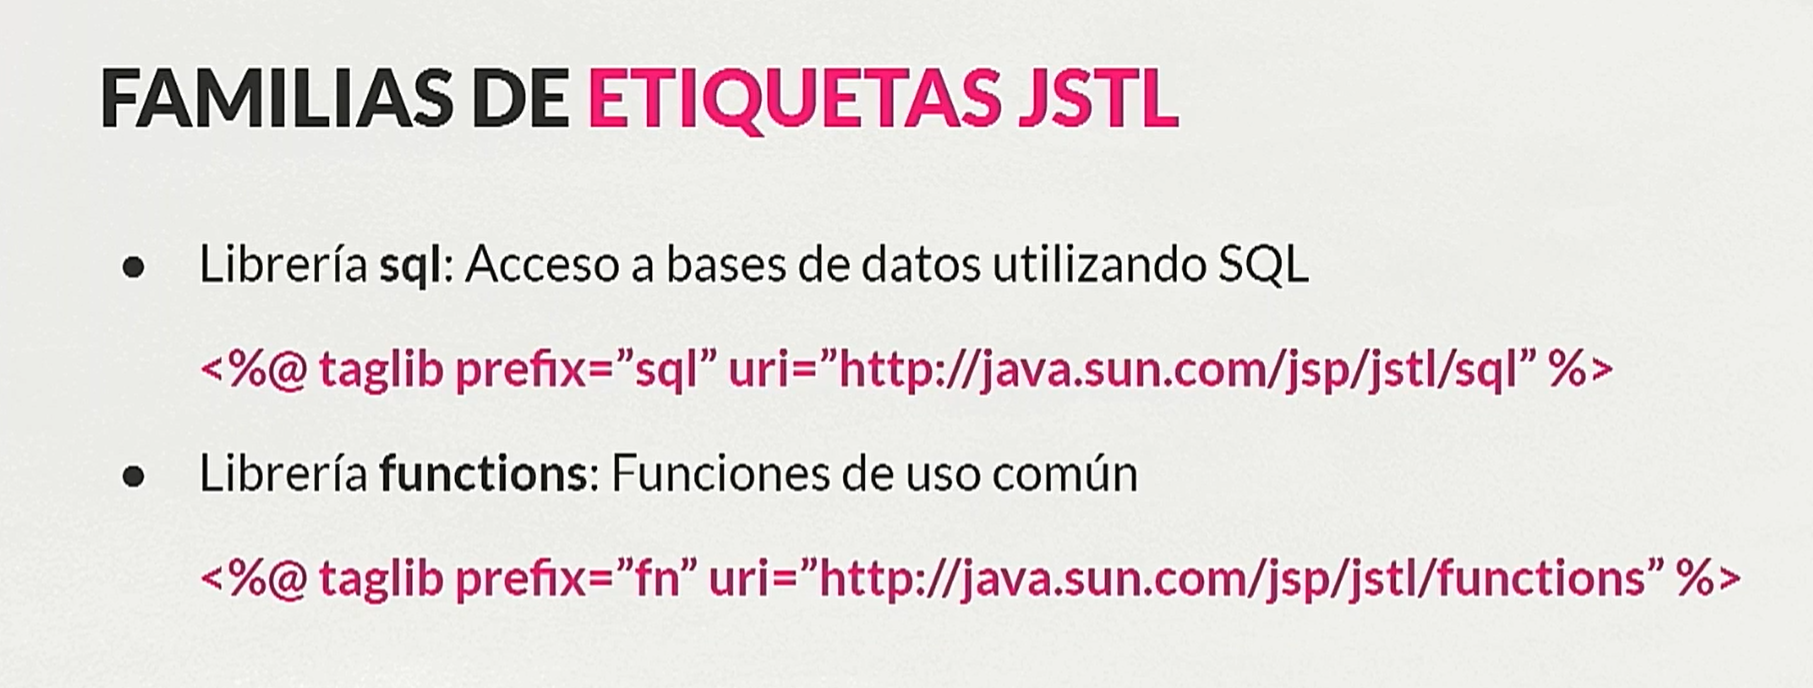 FAMILIAS DE ETIQUETAS JSTL
● Librería sql: Acceso a bases de datos utilizando SQL
<%@ taglib prefix=”sql” uri=”http://java.sun.com/jsp/jstl/sql” %>
● Librería functions: Funciones de uso común
<%@ taglib prefix=”fn” uri=”http://java.sun.com/jsp/jstl/functions” %>